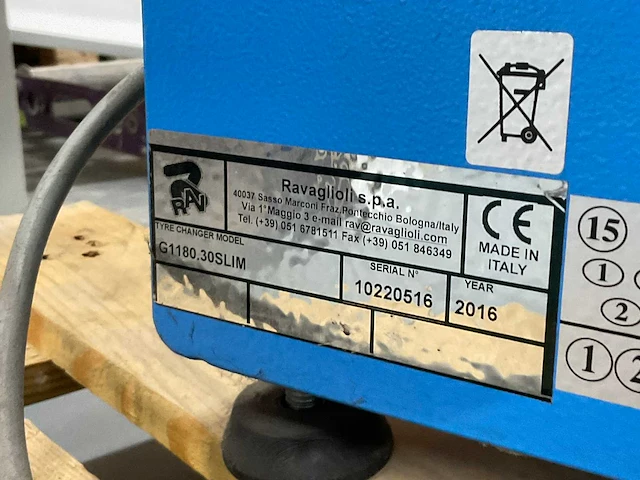 RAV
Ravaglioli s.p.a.
40037 Sasso Marconi Fraz.Pontecchio Bologna/Italy
Via 1° Maggio 3 e-mail rav@ravaglioli.com
Tel. (+39) 051 6781511 Fax (+39) 051 846349
CE
MADE IN
ITALY
TYRE CHANGER MODEL
G1180.30SLIM
SERIAL N°
10220516
YEAR
2016
15
1
2
1 2